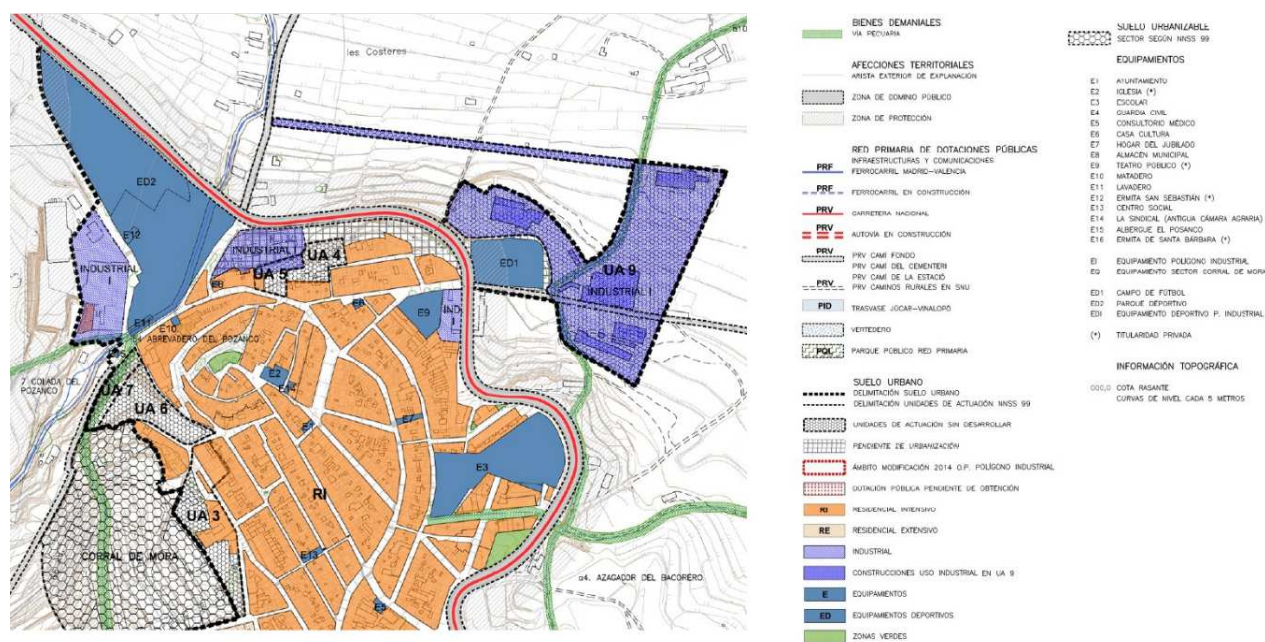 les Costeres
ED2
E12
INDUSTRIAL
I
INDUSTRIAL I
UA 4
UA 5
ED1
UA 9
INDUSTRIAL I
E8
E6
E9
IND
I
E11
E10
a4 ABREVADERO DEL POZANCO
7 COLADA DEL
POZANCO
UA 7
UA 6
E2
E14
E7
E3
RI
UA 3
CORRAL DE MORA
E13
a4. AZAGADOR DEL BACORERO
BIENES DEMANIALES
VÍA PECUARIA
AFECCIONES TERRITORIALES
ARISTA EXTERIOR DE EXPLANACIÓN
ZONA DE DOMINIO PÚBLICO
ZONA DE PROTECCIÓN
RED PRIMARIA DE DOTACIONES PÚBLICAS
INFRAESTRUCTURAS Y COMUNICACIONES
PRF FERROCARRIL MADRID-VALENCIA
PRF FERROCARRIL EN CONSTRUCCIÓN
PRV CARRETERA NACIONAL
PRV AUTOVÍA EN CONSTRUCCIÓN
PRV PRV CAMÍ FONDO
PRV CAMÍ DEL CEMENTERI
PRV CAMÍ DE LA ESTACIÓ
PRV PRV CAMINOS RURALES EN SNU
PID TRASVASE JÚCAR-VINALOPÓ
VERTEDERO
PQL PARQUE PÚBLICO RED PRIMARIA
SUELO URBANO
DELIMITACIÓN SUELO URBANO
DELIMITACIÓN UNIDADES DE ACTUACIÓN NNSS 99
UNIDADES DE ACTUACIÓN SIN DESARROLLAR
PENDIENTE DE URBANIZACIÓN
ÁMBITO MODIFICACIÓN 2014 O.P. POLÍGONO INDUSTRIAL
DOTACIÓN PÚBLICA PENDIENTE DE OBTENCIÓN
RI RESIDENCIAL INTENSIVO
RE RESIDENCIAL EXTENSIVO
INDUSTRIAL
CONSTRUCCIONES USO INDUSTRIAL EN UA 9
E EQUIPAMIENTOS
ED EQUIPAMIENTOS DEPORTIVOS
ZONAS VERDES
SUELO URBANIZABLE
SECTOR SEGÚN NNSS 99
EQUIPAMIENTOS
E1 AYUNTAMIENTO
E2 IGLESIA (*)
E3 ESCOLAR
E4 GUARDIA CIVIL
E5 CONSULTORIO MÉDICO
E6 CASA CULTURA
E7 HOGAR DEL JUBILADO
E8 ALMACÉN MUNICIPAL
E9 TEATRO PÚBLICO (*)
E10 MATADERO
E11 LAVADERO
E12 ERMITA SAN SEBASTIÁN (*)
E13 CENTRO SOCIAL
E14 LA SINDICAL (ANTIGUA CÁMARA AGRARIA)
E15 ALBERGUE EL POSANCO
E16 ERMITA DE SANTA BÁRBARA (*)
EI EQUIPAMIENTO POLÍGONO INDUSTRIAL
EQ EQUIPAMIENTO SECTOR CORRAL DE MORA
ED1 CAMPO DE FÚTBOL
ED2 PARQUE DEPORTIVO
EDI EQUIPAMIENTO DEPORTIVO P. INDUSTRIAL
(*) TITULARIDAD PRIVADA
INFORMACIÓN TOPOGRÁFICA
000,0 COTA RASANTE
CURVAS DE NIVEL CADA 5 METROS